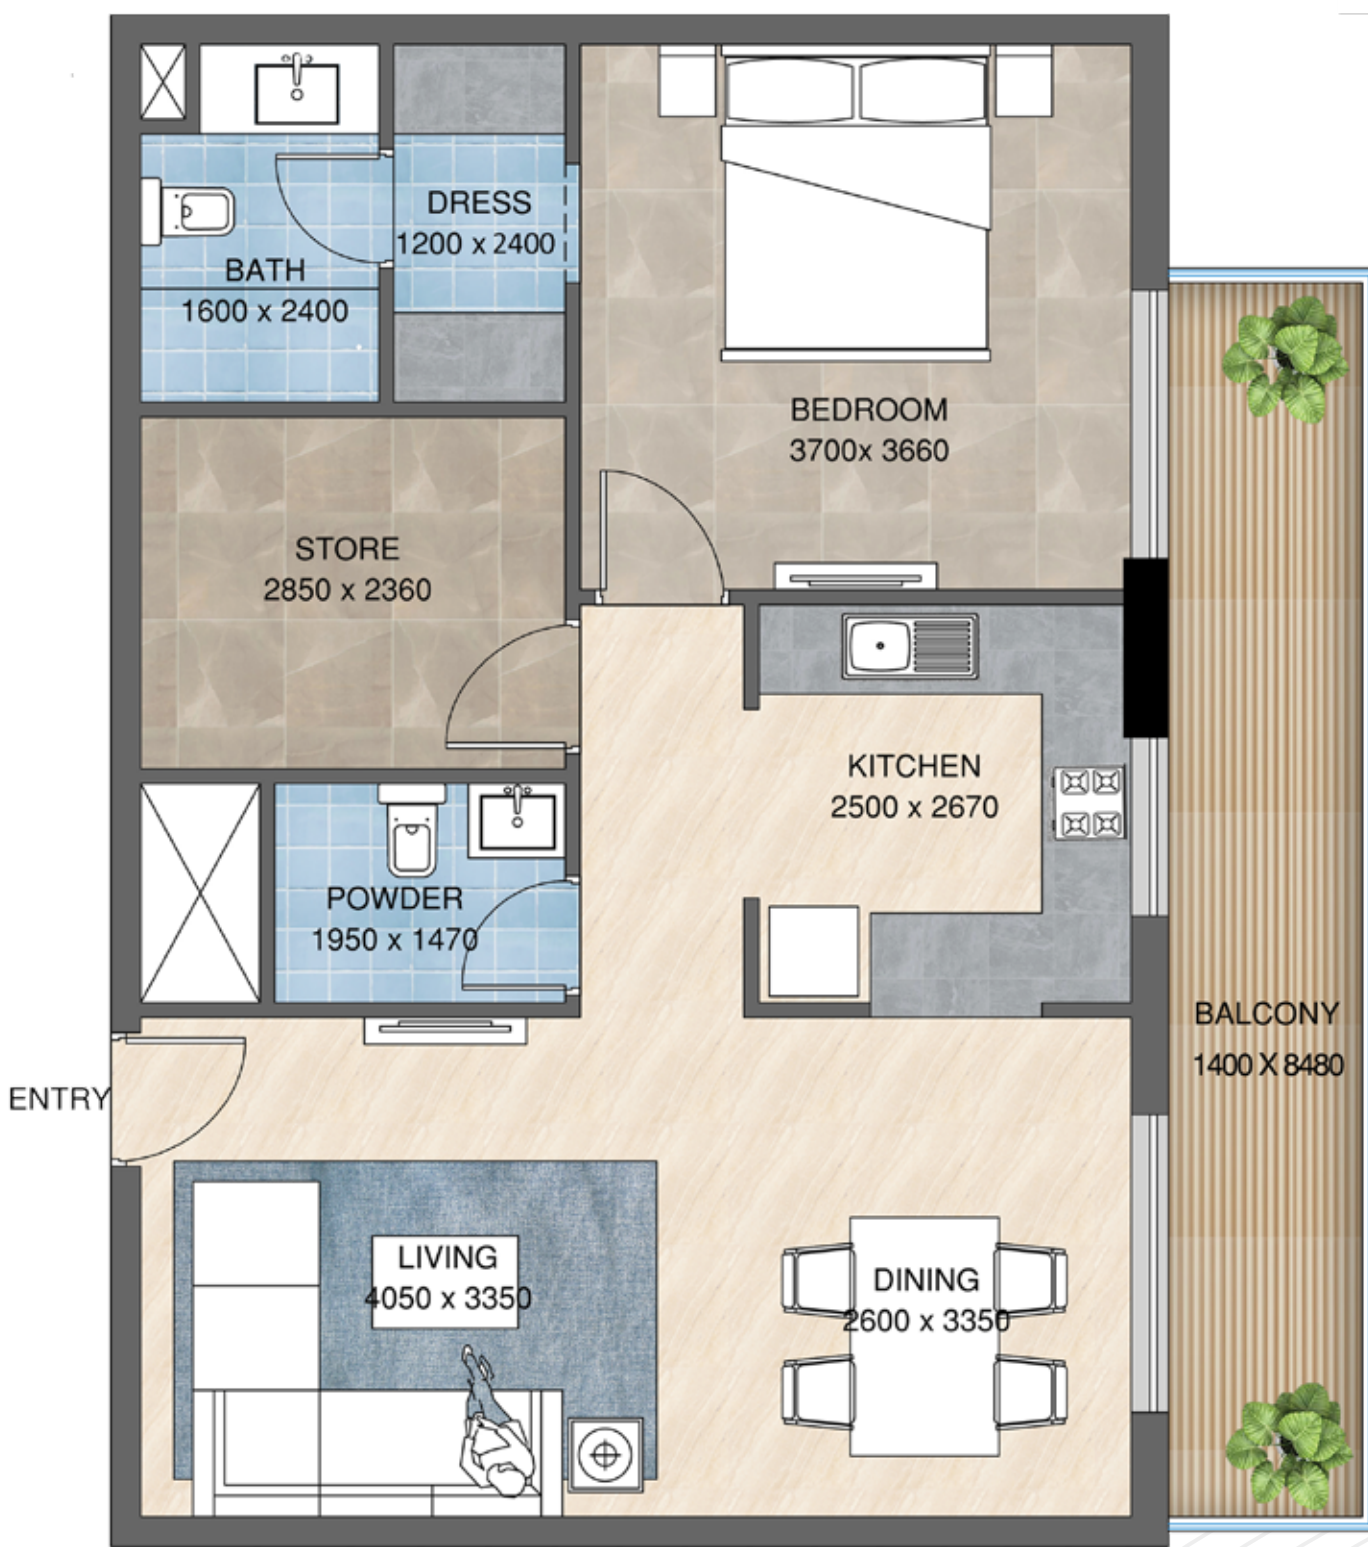 DRESS
1200 x 2400
BATH
1600 x 2400
BEDROOM
3700x 3660
STORE
2850 x 2360
KITCHEN
2500 x 2670
POWDER
1950 x 1470
BALCONY
1400 X 8480
ENTRY
LIVING
4050 x 3350
DINING
2600 x 3350